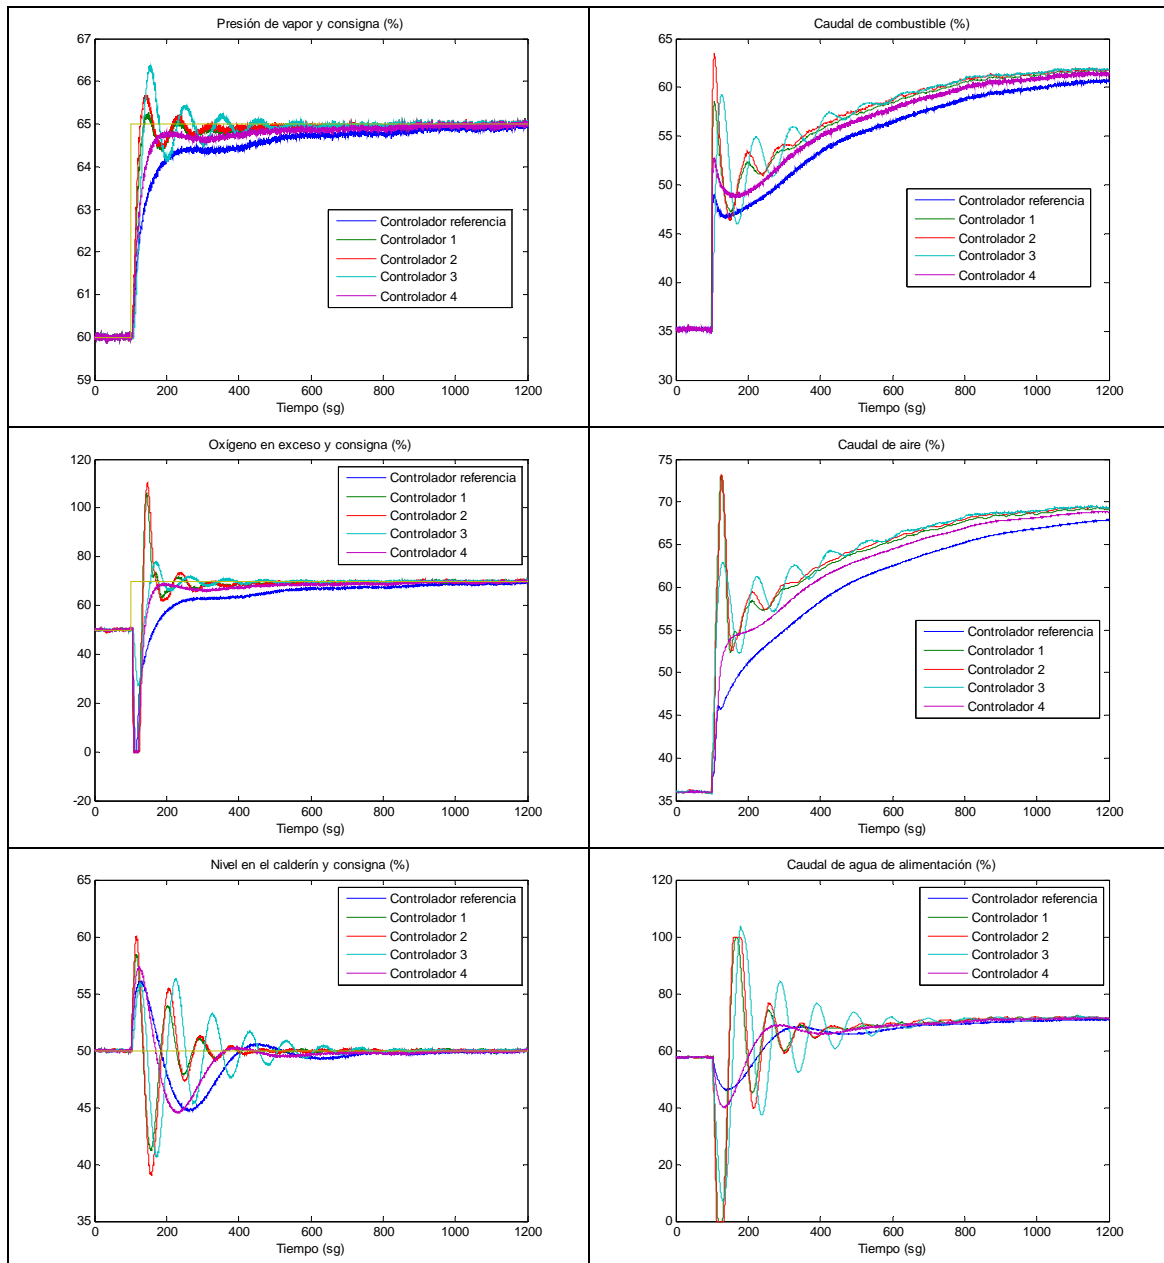 Presión de vapor y consigna (%)
67
66
65
64
63
62
61
60
59
0 200 400 600 800 1000 1200
Tiempo (sg)
Controlador referencia
Controlador 1
Controlador 2
Controlador 3
Controlador 4
Caudal de combustible (%)
65
60
55
50
45
40
35
30
0 200 400 600 800 1000 1200
Tiempo (sg)
Controlador referencia
Controlador 1
Controlador 2
Controlador 3
Controlador 4
Oxígeno en exceso y consigna (%)
120
100
80
60
40
20
0
-20
0 200 400 600 800 1000 1200
Tiempo (sg)
Controlador referencia
Controlador 1
Controlador 2
Controlador 3
Controlador 4
Caudal de aire (%)
75
70
65
60
55
50
45
40
35
0 200 400 600 800 1000 1200
Tiempo (sg)
Controlador referencia
Controlador 1
Controlador 2
Controlador 3
Controlador 4
Nivel en el calderín y consigna (%)
65
60
55
50
45
40
35
0 200 400 600 800 1000 1200
Tiempo (sg)
Controlador referencia
Controlador 1
Controlador 2
Controlador 3
Controlador 4
Caudal de agua de alimentación (%)
120
100
80
60
40
20
0
0 200 400 600 800 1000 1200
Tiempo (sg)
Controlador referencia
Controlador 1
Controlador 2
Controlador 3
Controlador 4